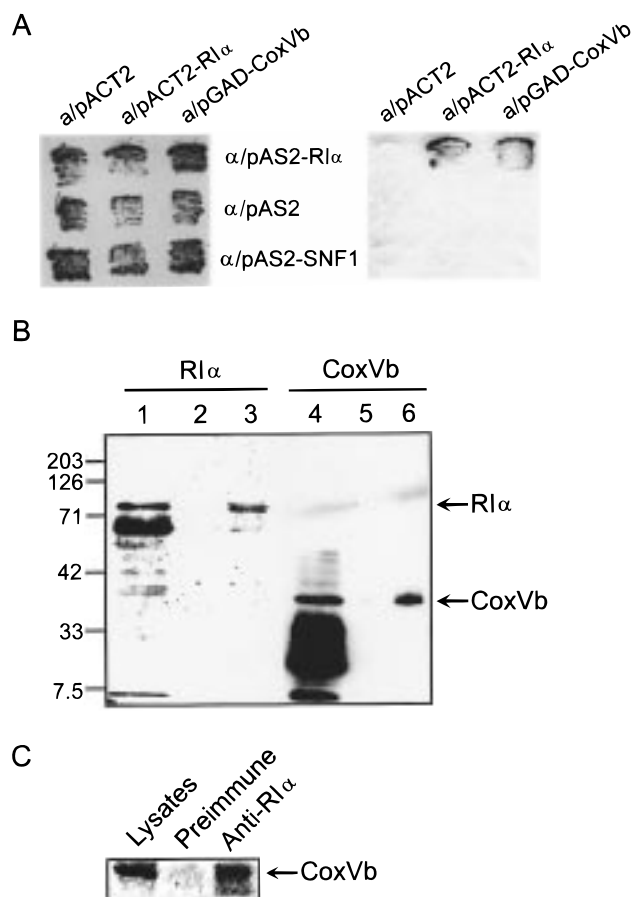 A
a/pACT2
a/pACT2-RIα
a/pGAD-CoxVb
a/pACT2
a/pACT2-RIα
a/pGAD-CoxVb
α/pAS2-RIα
α/pAS2
α/pAS2-SNF1
B
RIα CoxVb
1 2 3 4 5 6
203
126
71
42
33
7.5
RIα
CoxVb
C
Lysates
Preimmune
Anti-RIα
CoxVb